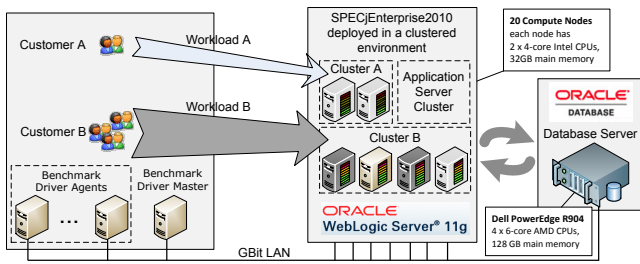 Customer A
Workload A
Customer B
Workload B
Benchmark
Driver Agents
...
Benchmark
Driver Master
GBit LAN
SPECjEnterprise2010
deployed in a clustered
environment
Cluster A
Application
Server
Cluster
Cluster B
ORACLE
WebLogic Server® 11g
20 Compute Nodes
each node has
2 x 4-core Intel CPUs,
32GB main memory
ORACLE
DATABASE
Database Server
Dell PowerEdge R904
4 x 6-core AMD CPUs,
128 GB main memory